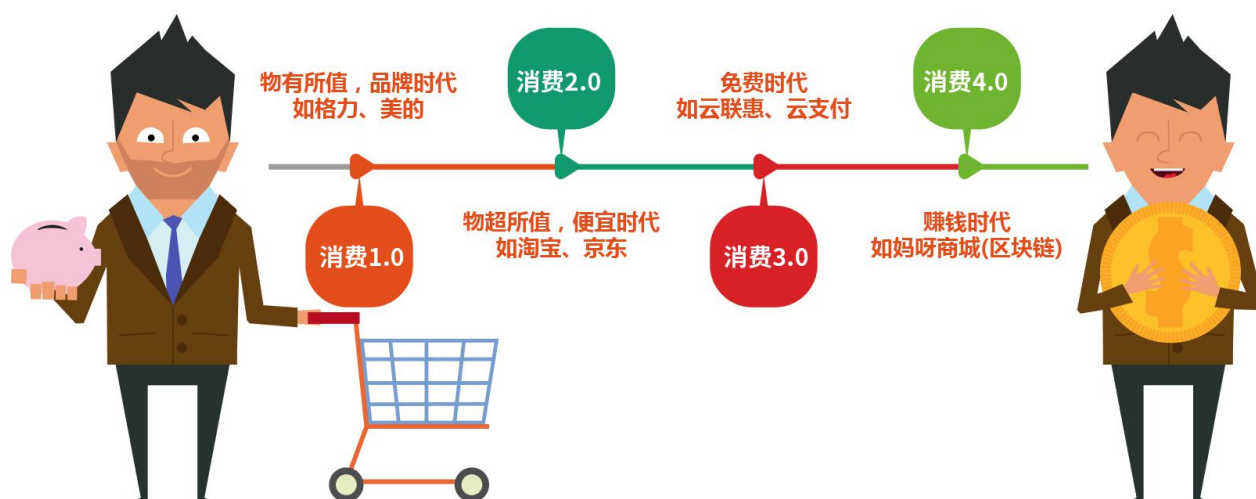 物有所值，品牌时代
如格力、美的
消费1.0
消费2.0
物超所值，便宜时代
如淘宝、京东
免费时代
如云联惠、云支付
消费3.0
消费4.0
赚钱时代
如妈呀商城(区块链)